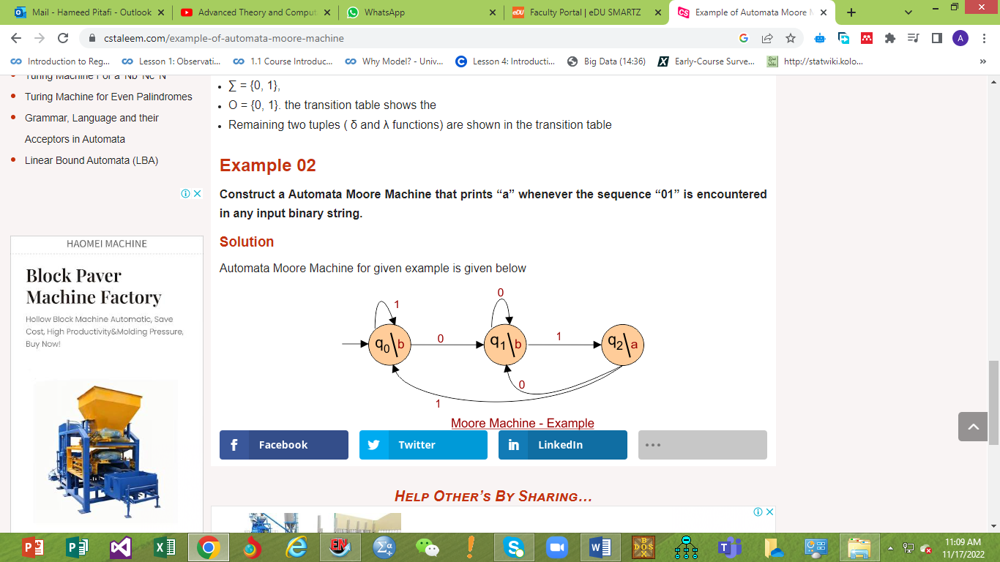 Mail - Hameed Pitafi - Outlook
Advanced Theory and Comput
WhatsApp
Faculty Portal | eDU SMARTZ
Example of Automata Moore M
cstaleem.com/example-of-automata-moore-machine
A
Introduction to Reg...
Lesson 1: Observati...
1.1 Course Introduc...
Why Model? - Univ...
Lesson 4: Introducti...
Big Data (14:36)
Early-Course Surve...
http://statwiki.kolo...
»
Turing Machine for Even Palindromes
Grammar, Language and their
Acceptors in Automata
Linear Bound Automata (LBA)
∑ = {0, 1},
O = {0, 1}. the transition table shows the
Remaining two tuples ( δ and λ functions) are shown in the transition table
Example 02
Construct a Automata Moore Machine that prints “a” whenever the sequence “01” is encountered
in any input binary string.
Solution
Automata Moore Machine for given example is given below
1
0
q0\b
0
q1\b
1
q2\a
0
1
Moore Machine - Example
Facebook
Twitter
LinkedIn
•••
HELP OTHER’S BY SHARING…
HAOMEI MACHINE
Block Paver
Machine Factory
Hollow Block Machine Automatic, Save
Cost, High Productivity&Molding Pressure,
Buy Now!
11:09 AM
11/17/2022